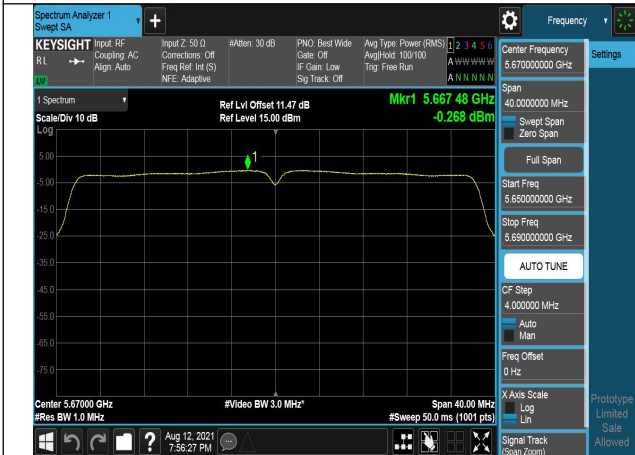 Spectrum Analyzer 1
Swept SA
Frequency
KEYSIGHT
RL
Input: RF
Coupling: AC
Align: Auto
Input Z: 50 Ω
Corrections: Off
Freq Ref: Int (S)
NFE: Adaptive
#Atten: 30 dB
PNO: Best Wide
Gate: Off
IF Gain: Low
Sig Track: Off
Avg Type: Power (RMS)
Avg|Hold: 100/100
Trig: Free Run
1 2 3 4 5 6
A W W W W W
A N N N N N
1 Spectrum
Scale/Div 10 dB
Ref Lvl Offset 11.47 dB
Ref Level 15.00 dBm
Mkr1 5.667 48 GHz
-0.268 dBm
Log
1
5.00
-5.00
-15.0
-25.0
-35.0
-45.0
-55.0
-65.0
-75.0
Center 5.67000 GHz
#Res BW 1.0 MHz
#Video BW 3.0 MHz*
Span 40.00 MHz
#Sweep 50.0 ms (1001 pts)
Center Frequency
5.670000000 GHz
Settings
Span
40.0000000 MHz
Swept Span
Zero Span
Full Span
Start Freq
5.650000000 GHz
Stop Freq
5.690000000 GHz
AUTO TUNE
CF Step
4.000000 MHz
Auto
Man
Freq Offset
0 Hz
X Axis Scale
Log
Lin
Signal Track
(Span Zoom)
Prototype
Limited
Sale
Allowed
?
Aug 12, 2021
7:56:27 PM